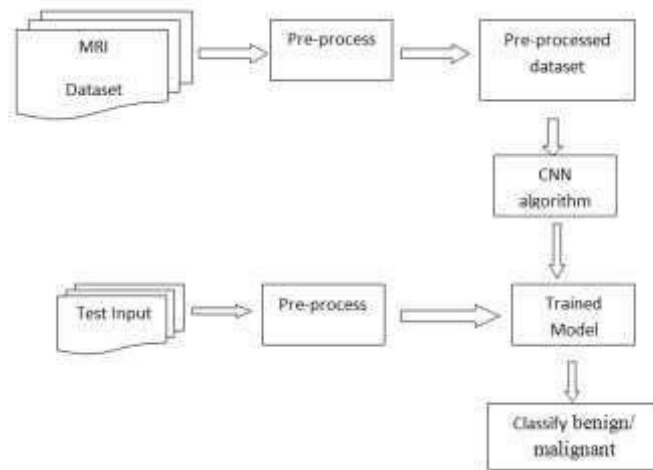 MRI
Dataset
Pre-process
Pre-processed
dataset
CNN
algorithm
Test Input
Pre-process
Trained
Model
Classify benign/
malignant